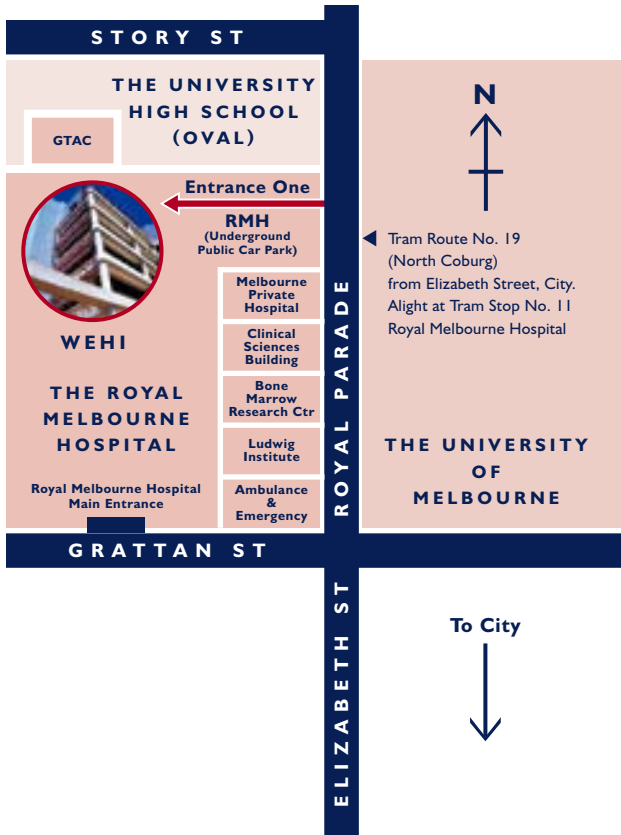 STORY ST
THE UNIVERSITY
HIGH SCHOOL
(OVAL)
GTAC
N
Entrance One
RMH
(Underground
Public Car Park)
Tram Route No. 19
(North Coburg)
from Elizabeth Street, City.
Alight at Tram Stop No. 11
Royal Melbourne Hospital
Melbourne
Private
Hospital
WEHI
Clinical
Sciences
Building
ROYAL PARADE
THE ROYAL
MELBOURNE
HOSPITAL
Bone
Marrow
Research Ctr
Ludwig
Institute
THE UNIVERSITY
OF
MELBOURNE
Royal Melbourne Hospital
Main Entrance
Ambulance
&
Emergency
GRATTAN ST
ELIZABETH ST
To City